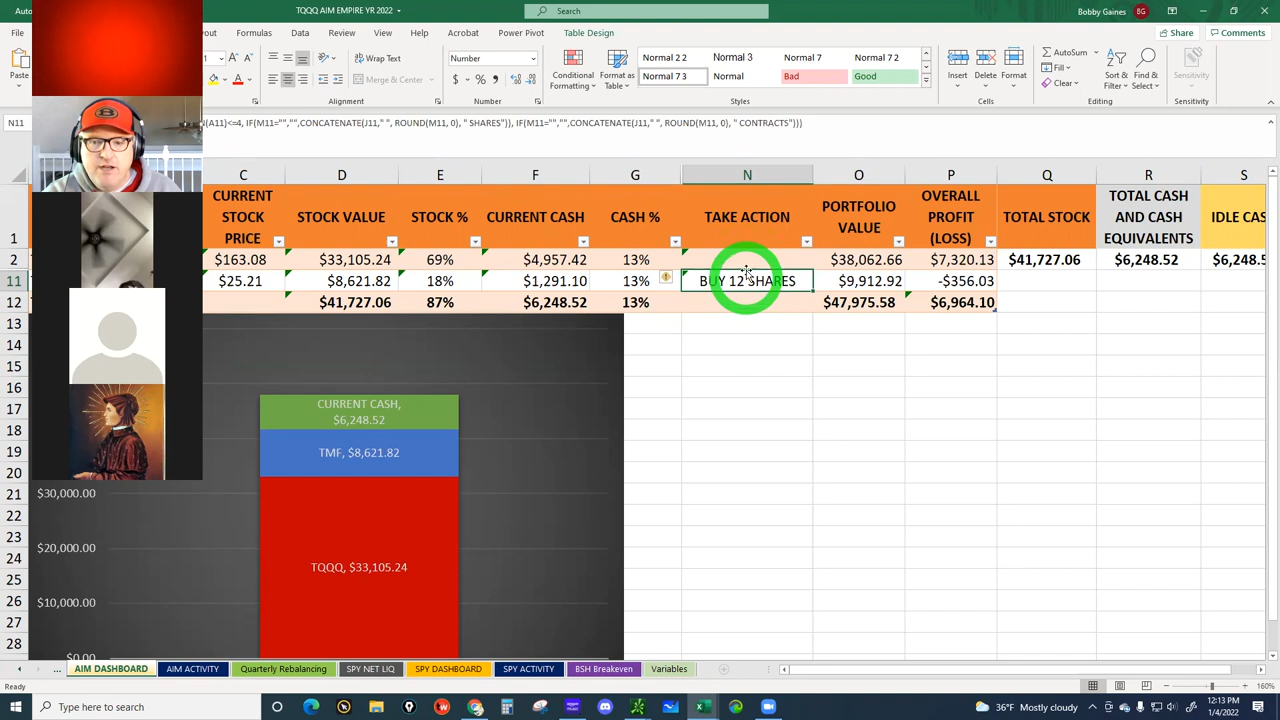 TQQQ AIM EMPIRE YR 2022
Search
Bobby Gaines
BG
Formulas
Data
Review
View
Help
Acrobat
Power Pivot
Table Design
Share
Comments
Paste
Wrap Text
Merge & Center
Number
Conditional Formatting
Format as Table
Normal 2 2
Normal 3
Normal 7
Normal 7 2
Normal 7 3
Normal
Bad
Good
Insert
Delete
Format
AutoSum
Fill
Clear
Sort & Filter
Find & Select
Sensitivity
Alignment
Number
Styles
Cells
Editing
Sensitivity
N11
N(A11)<=4, IF(M11="","",CONCATENATE(J11," ", ROUND(M11, 0), " SHARES")), IF(M11="","",CONCATENATE(J11," ", ROUND(M11, 0), " CONTRACTS")))
C D E F G N O P Q R S
CURRENT STOCK PRICE
STOCK VALUE
STOCK %
CURRENT CASH
CASH %
TAKE ACTION
PORTFOLIO VALUE
OVERALL PROFIT (LOSS)
TOTAL STOCK
TOTAL CASH AND CASH EQUIVALENTS
IDLE CAS
2 $163.08 $33,105.24 69% $4,957.42 13% $38,062.66 $7,320.13 $41,727.06 $6,248.52 $6,248.5
11 $25.21 $8,621.82 18% $1,291.10 13% BUY 12 SHARES $9,912.92 -$356.03
12 $41,727.06 87% $6,248.52 13% $47,975.58 $6,964.10
13
14
15
16
17
18
19
20
21
22
23
24
25
26
27
28
CURRENT CASH,
$6,248.52
TMF, $8,621.82
TQQQ, $33,105.24
$30,000.00
$20,000.00
$10,000.00
$0.00
AIM DASHBOARD
AIM ACTIVITY
Quarterly Rebalancing
SPY NET LIQ
SPY DASHBOARD
SPY ACTIVITY
BSH Breakeven
Variables
Ready
160%
Type here to search
36°F Mostly cloudy
12:13 PM
1/4/2022